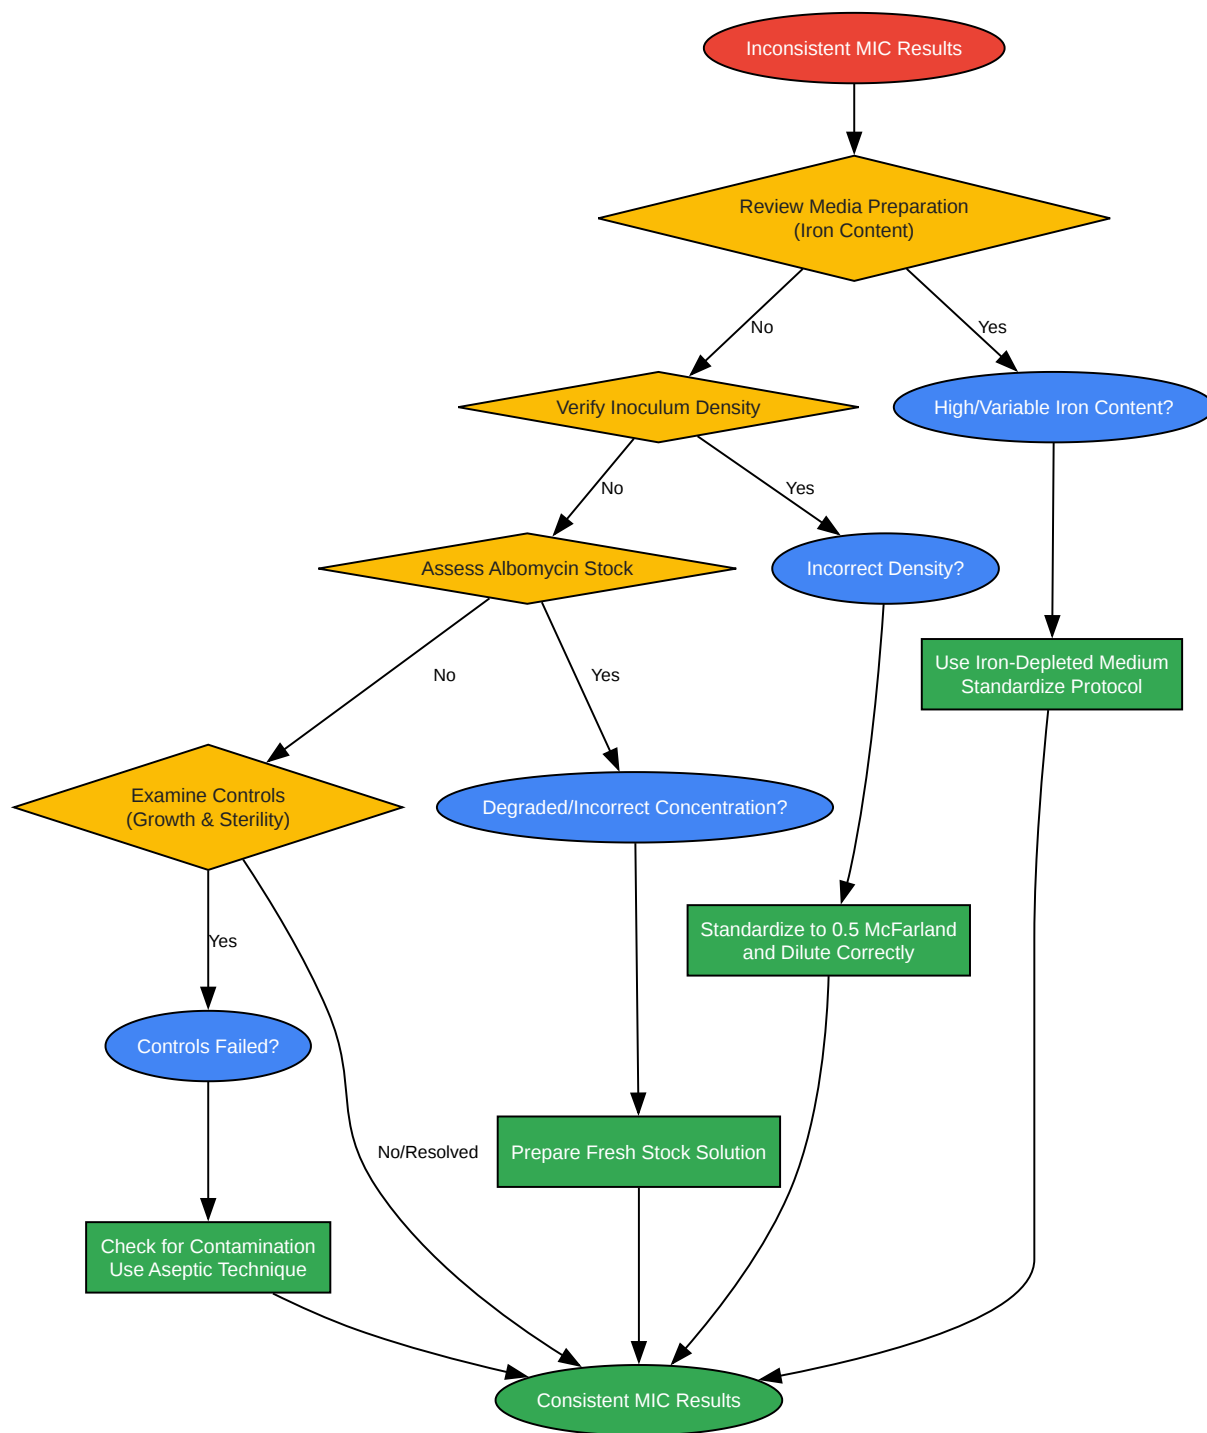 Inconsistent MIC Results
Review Media Preparation
(Iron Content)
No
Yes
Verify Inoculum Density
High/Variable Iron Content?
No
Yes
Assess Albomycin Stock
Incorrect Density?
Use Iron-Depleted Medium
Standardize Protocol
No
Yes
Examine Controls
(Growth & Sterility)
Degraded/Incorrect Concentration?
Standardize to 0.5 McFarland
and Dilute Correctly
Yes
Controls Failed?
No/Resolved
Prepare Fresh Stock Solution
Check for Contamination
Use Aseptic Technique
Consistent MIC Results